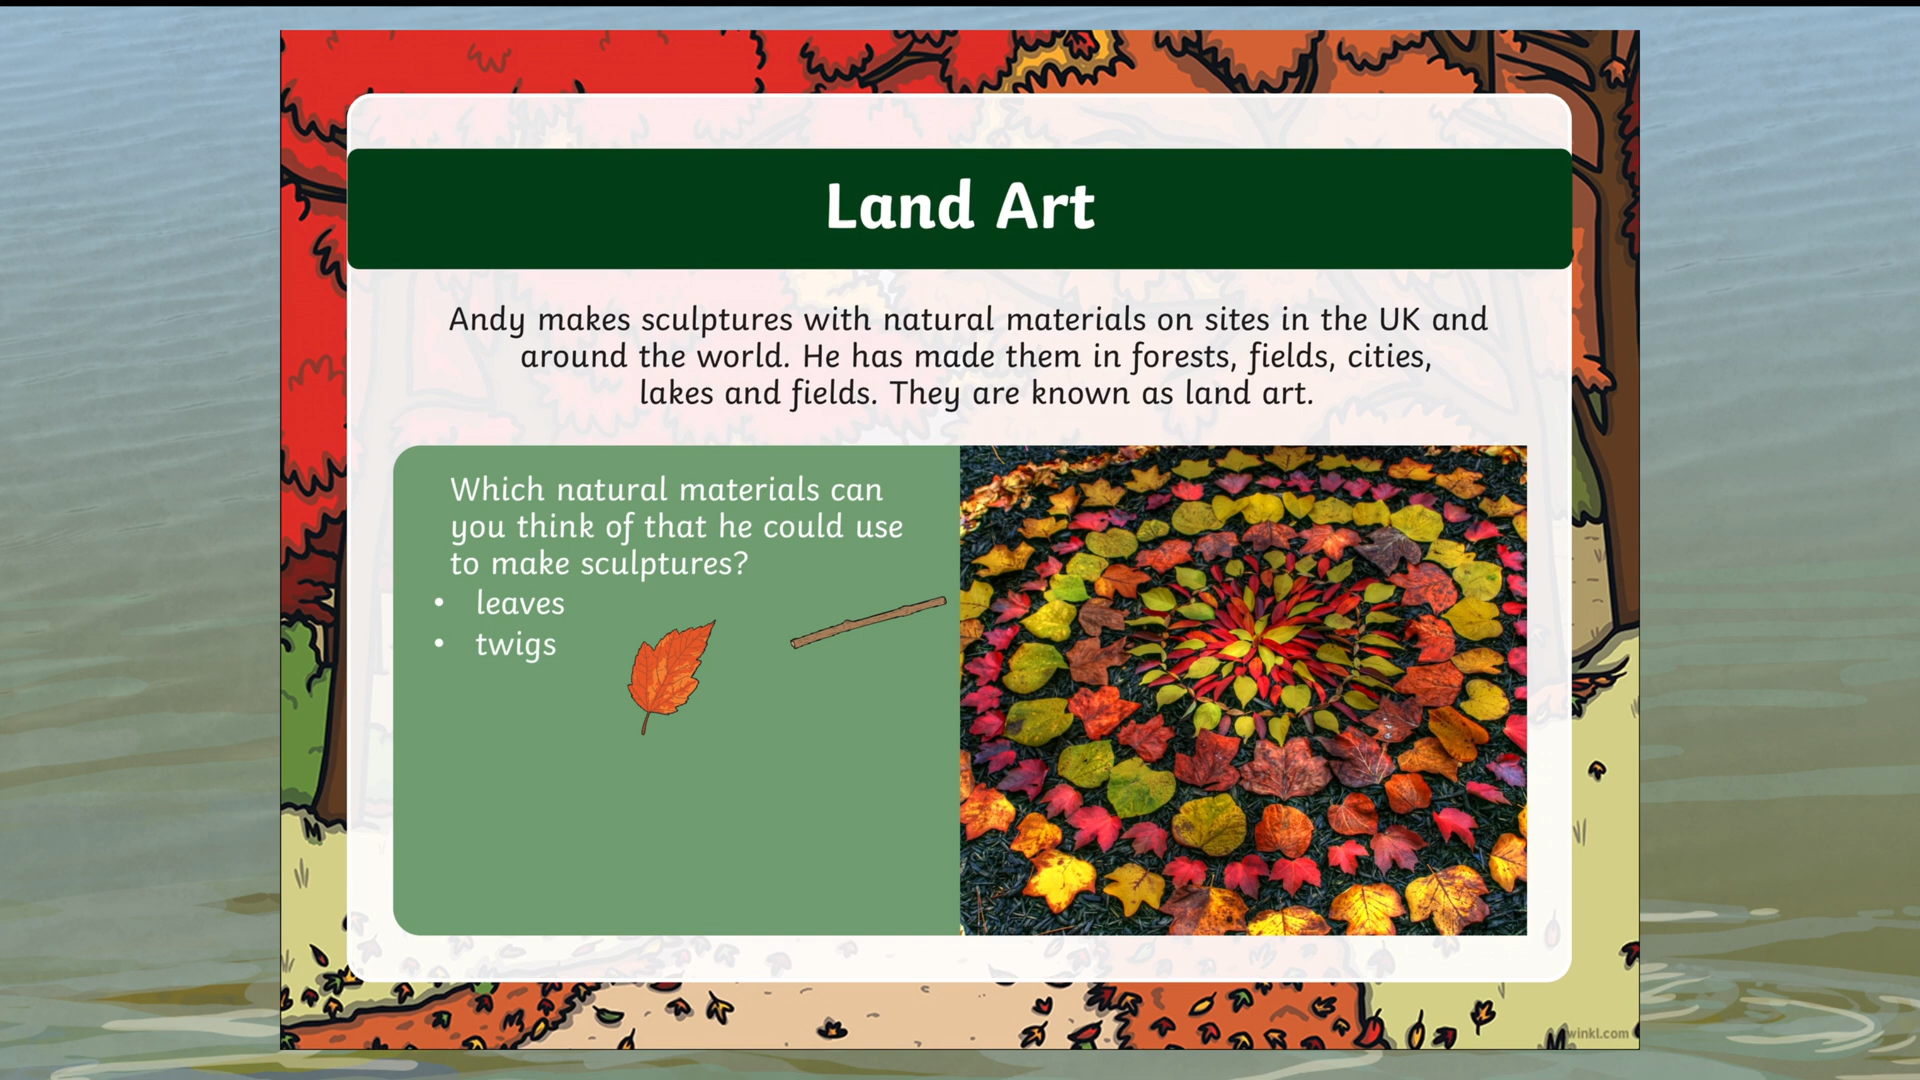 Land Art
Andy makes sculptures with natural materials on sites in the UK and
around the world. He has made them in forests, fields, cities,
lakes and fields. They are known as land art.
Which natural materials can
you think of that he could use
to make sculptures?
• leaves
• twigs
winkl.com